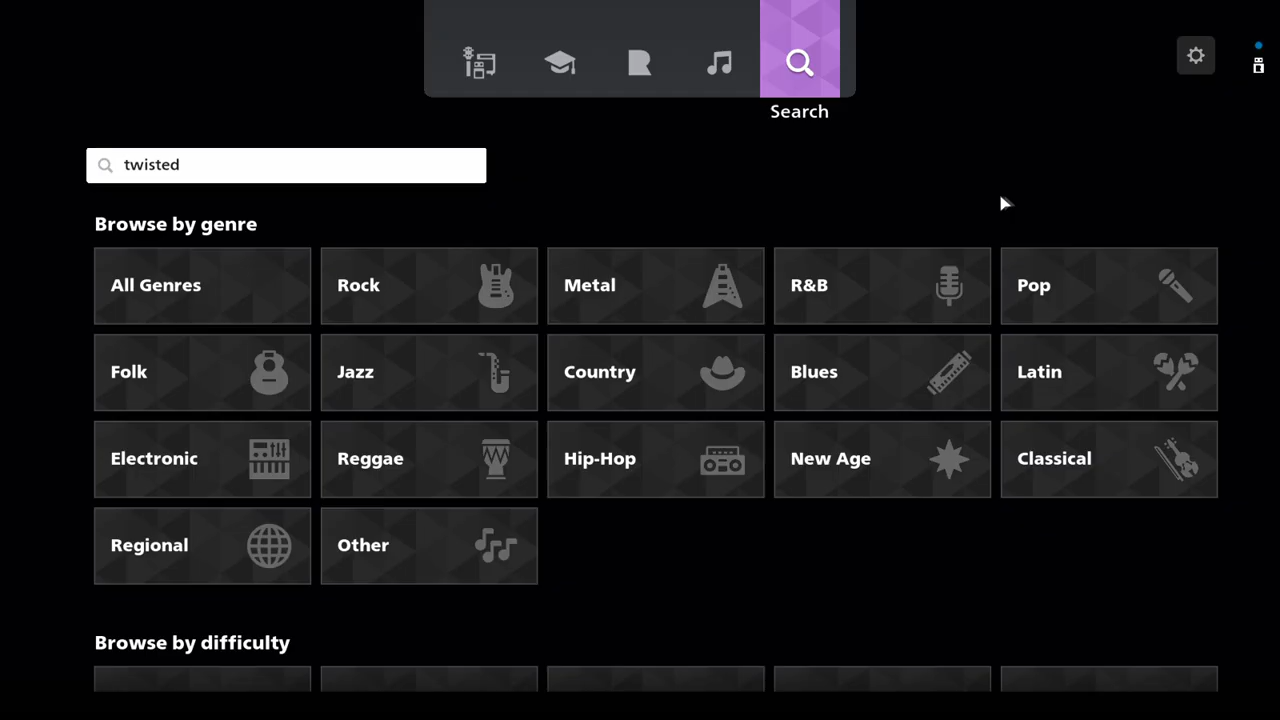 Search
twisted
Browse by genre
All Genres
Rock
Metal
R&B
Pop
Folk
Jazz
Country
Blues
Latin
Electronic
Reggae
Hip-Hop
New Age
Classical
Regional
Other
Browse by difficulty